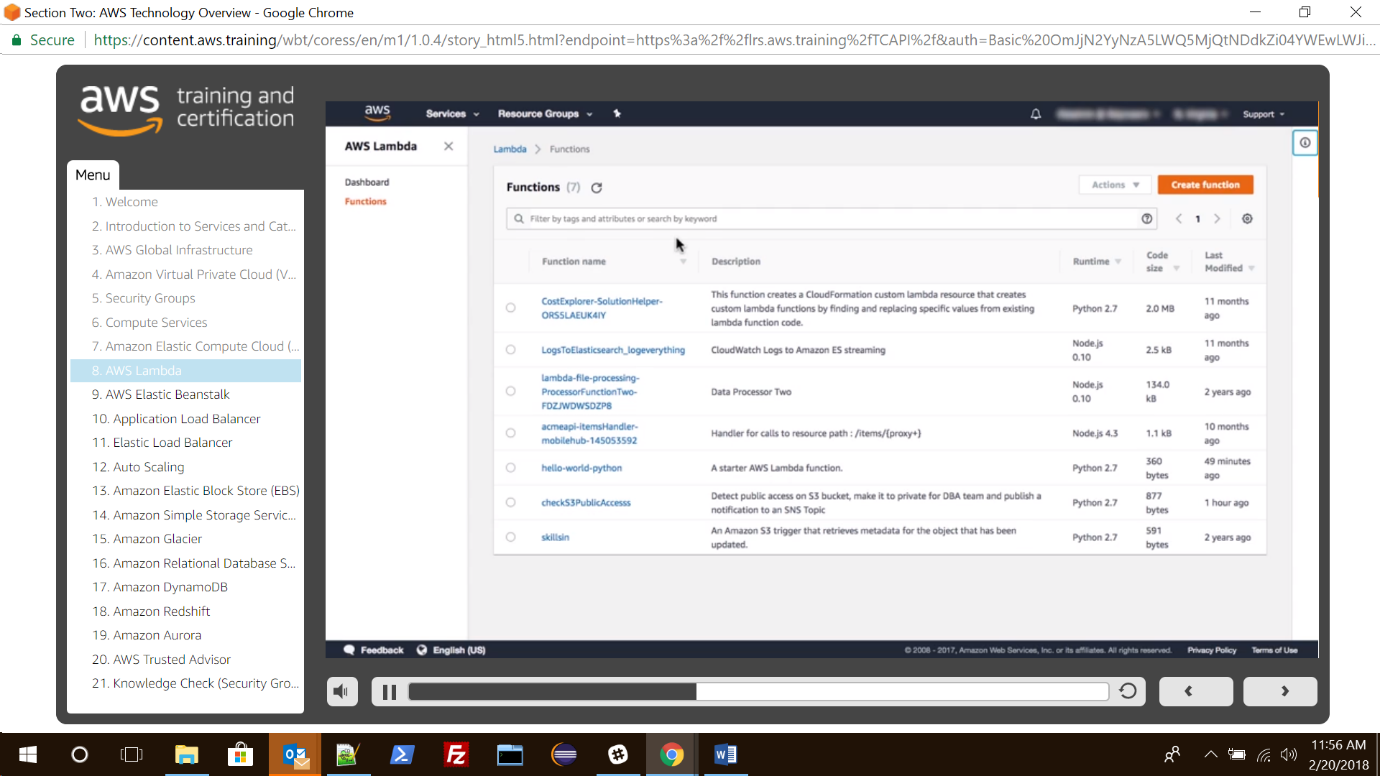 Section Two: AWS Technology Overview - Google Chrome
Secure https://content.aws.training/wbt/coress/en/m1/1.0.4/story_html5.html?endpoint=https%3a%2f%2flrs.aws.training%2fTCAPI%2f&auth=Basic%20OmJjN2YyNzA5LWQ5MjQtNDdkZi04YWEwLWJi...
aws training and
certification
Menu
1. Welcome
2. Introduction to Services and Cat...
3. AWS Global Infrastructure
4. Amazon Virtual Private Cloud (V...
5. Security Groups
6. Compute Services
7. Amazon Elastic Compute Cloud (...
8. AWS Lambda
9. AWS Elastic Beanstalk
10. Application Load Balancer
11. Elastic Load Balancer
12. Auto Scaling
13. Amazon Elastic Block Store (EBS)
14. Amazon Simple Storage Servic...
15. Amazon Glacier
16. Amazon Relational Database S...
17. Amazon DynamoDB
18. Amazon Redshift
19. Amazon Aurora
20. AWS Trusted Advisor
21. Knowledge Check (Security Gro...
aws Services Resource Groups Support
AWS Lambda
Dashboard
Functions
Lambda > Functions
Functions (7) Actions Create function
Filter by tags and attributes or search by keyword 1
Function name Description Runtime Code size Last Modified
CostExplorer-SolutionHelper-
ORS5LAEUK4IY
This function creates a CloudFormation custom lambda resource that creates
custom lambda functions by finding and replacing specific values from existing
lambda function code.
Python 2.7 2.0 MB 11 months
ago
LogsToElasticsearch_logeverything CloudWatch Logs to Amazon ES streaming Node.js
0.10 2.5 kB 11 months
ago
lambda-file-processing-
ProcessorFunctionTwo-
FDZJWDWSDZPB
Data Processor Two Node.js
0.10 134.0
kB 2 years ago
acmeapi-itemsHandler-
mobilehub-145053592
Handler for calls to resource path : /items/{proxy+} Node.js 4.3 1.1 kB 10 months
ago
hello-world-python A starter AWS Lambda function. Python 2.7 360
bytes 49 minutes
ago
checkS3PublicAccesss Detect public access on S3 bucket, make it to private for DBA team and publish a
notification to an SNS Topic
Python 2.7 877
bytes 1 hour ago
skillsin An Amazon S3 trigger that retrieves metadata for the object that has been
updated.
Python 2.7 591
bytes 2 years ago
Feedback English (US) © 2008 - 2017, Amazon Web Services, Inc. or its affiliates. All rights reserved. Privacy Policy Terms of Use
11:56 AM
2/20/2018